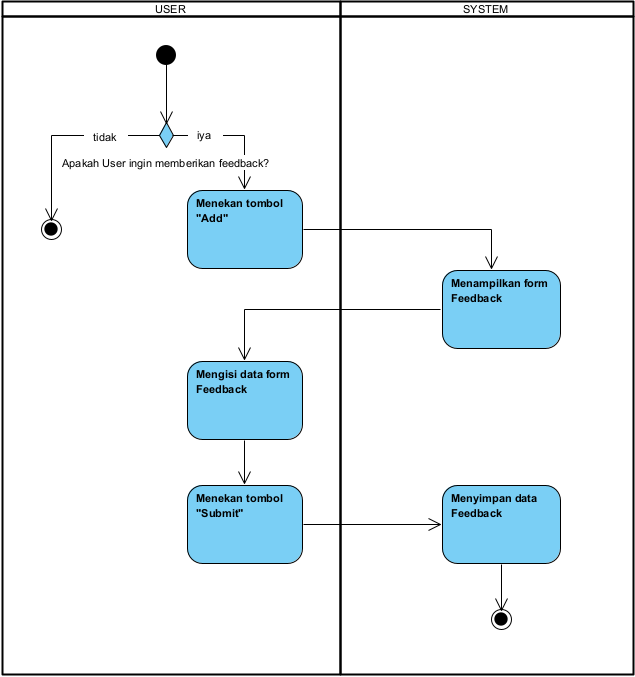 USER
SYSTEM
tidak
iya
Apakah User ingin memberikan feedback?
Menekan tombol
"Add"
Menampilkan form
Feedback
Mengisi data form
Feedback
Menekan tombol
"Submit"
Menyimpan data
Feedback